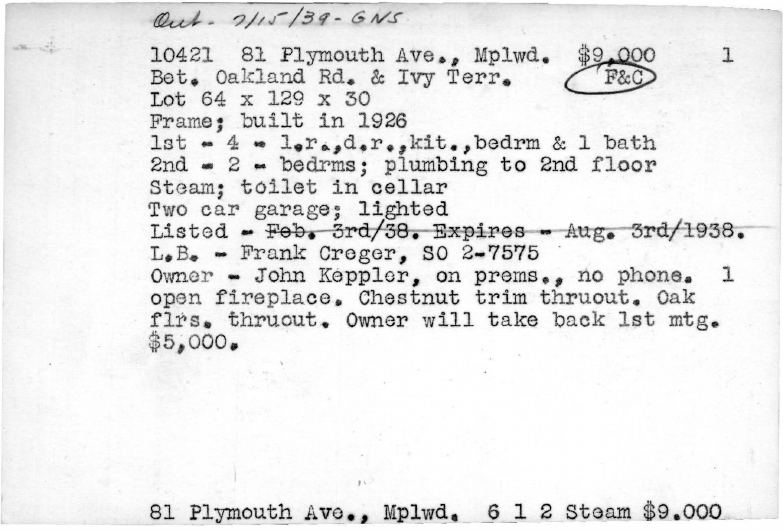 Out - 7/15/39 - GNS
10421 81 Plymouth Ave., Mplwd. $9,000 1
Bet. Oakland Rd. & Ivy Terr. F&C
Lot 64 x 129 x 30
Frame; built in 1926
1st - 4 - l.r.,d.r.,kit.,bedrm & 1 bath
2nd - 2 - bedrms; plumbing to 2nd floor
Steam; toilet in cellar
Two car garage; lighted
Listed - Feb. 3rd/38. Expires - Aug. 3rd/1938.
L.B. - Frank Creger, SO 2-7575
Owner - John Keppler, on prems., no phone. 1
open fireplace. Chestnut trim thruout. Oak
flrs. thruout. Owner will take back 1st mtg.
$5,000.
81 Plymouth Ave., Mplwd. 6 1 2 Steam $9.000